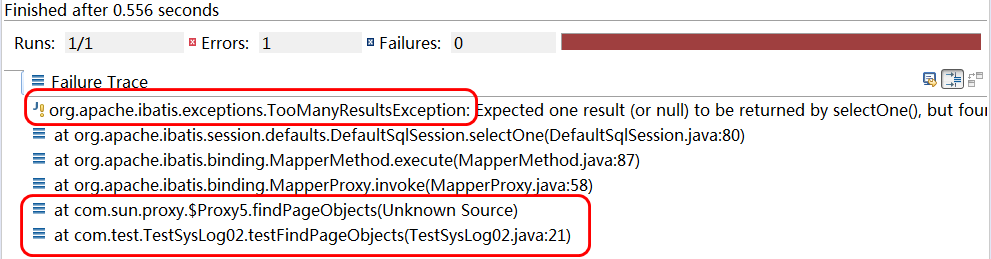 Finished after 0.556 seconds
Runs: 1/1 Errors: 1 Failures: 0
Failure Trace
org.apache.ibatis.exceptions.TooManyResultsException: Expected one result (or null) to be returned by selectOne(), but foun
at org.apache.ibatis.session.defaults.DefaultSqlSession.selectOne(DefaultSqlSession.java:80)
at org.apache.ibatis.binding.MapperMethod.execute(MapperMethod.java:87)
at org.apache.ibatis.binding.MapperProxy.invoke(MapperProxy.java:58)
at com.sun.proxy.$Proxy5.findPageObjects(Unknown Source)
at com.test.TestSysLog02.testFindPageObjects(TestSysLog02.java:21)